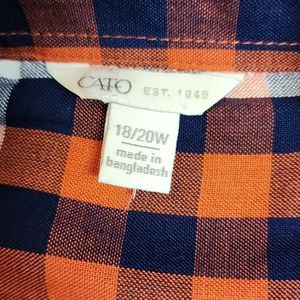 CATO EST. 1946
18/20W
made in
bangladesh